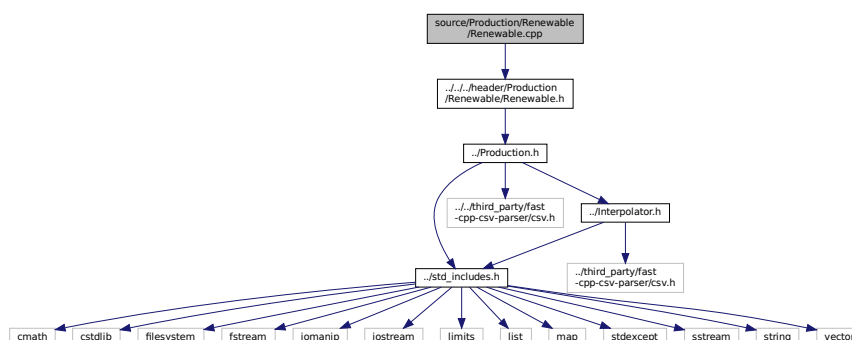 source/Production/Renewable
/Renewable.cpp
../../../header/Production
/Renewable/Renewable.h
../Production.h
../../third_party/fast
-cpp-csv-parser/csv.h
../Interpolator.h
../std_includes.h
../third_party/fast
-cpp-csv-parser/csv.h
cmath
cstdlib
filesystem
fstream
iomanip
iostream
limits
list
map
stdexcept
sstream
string
vector